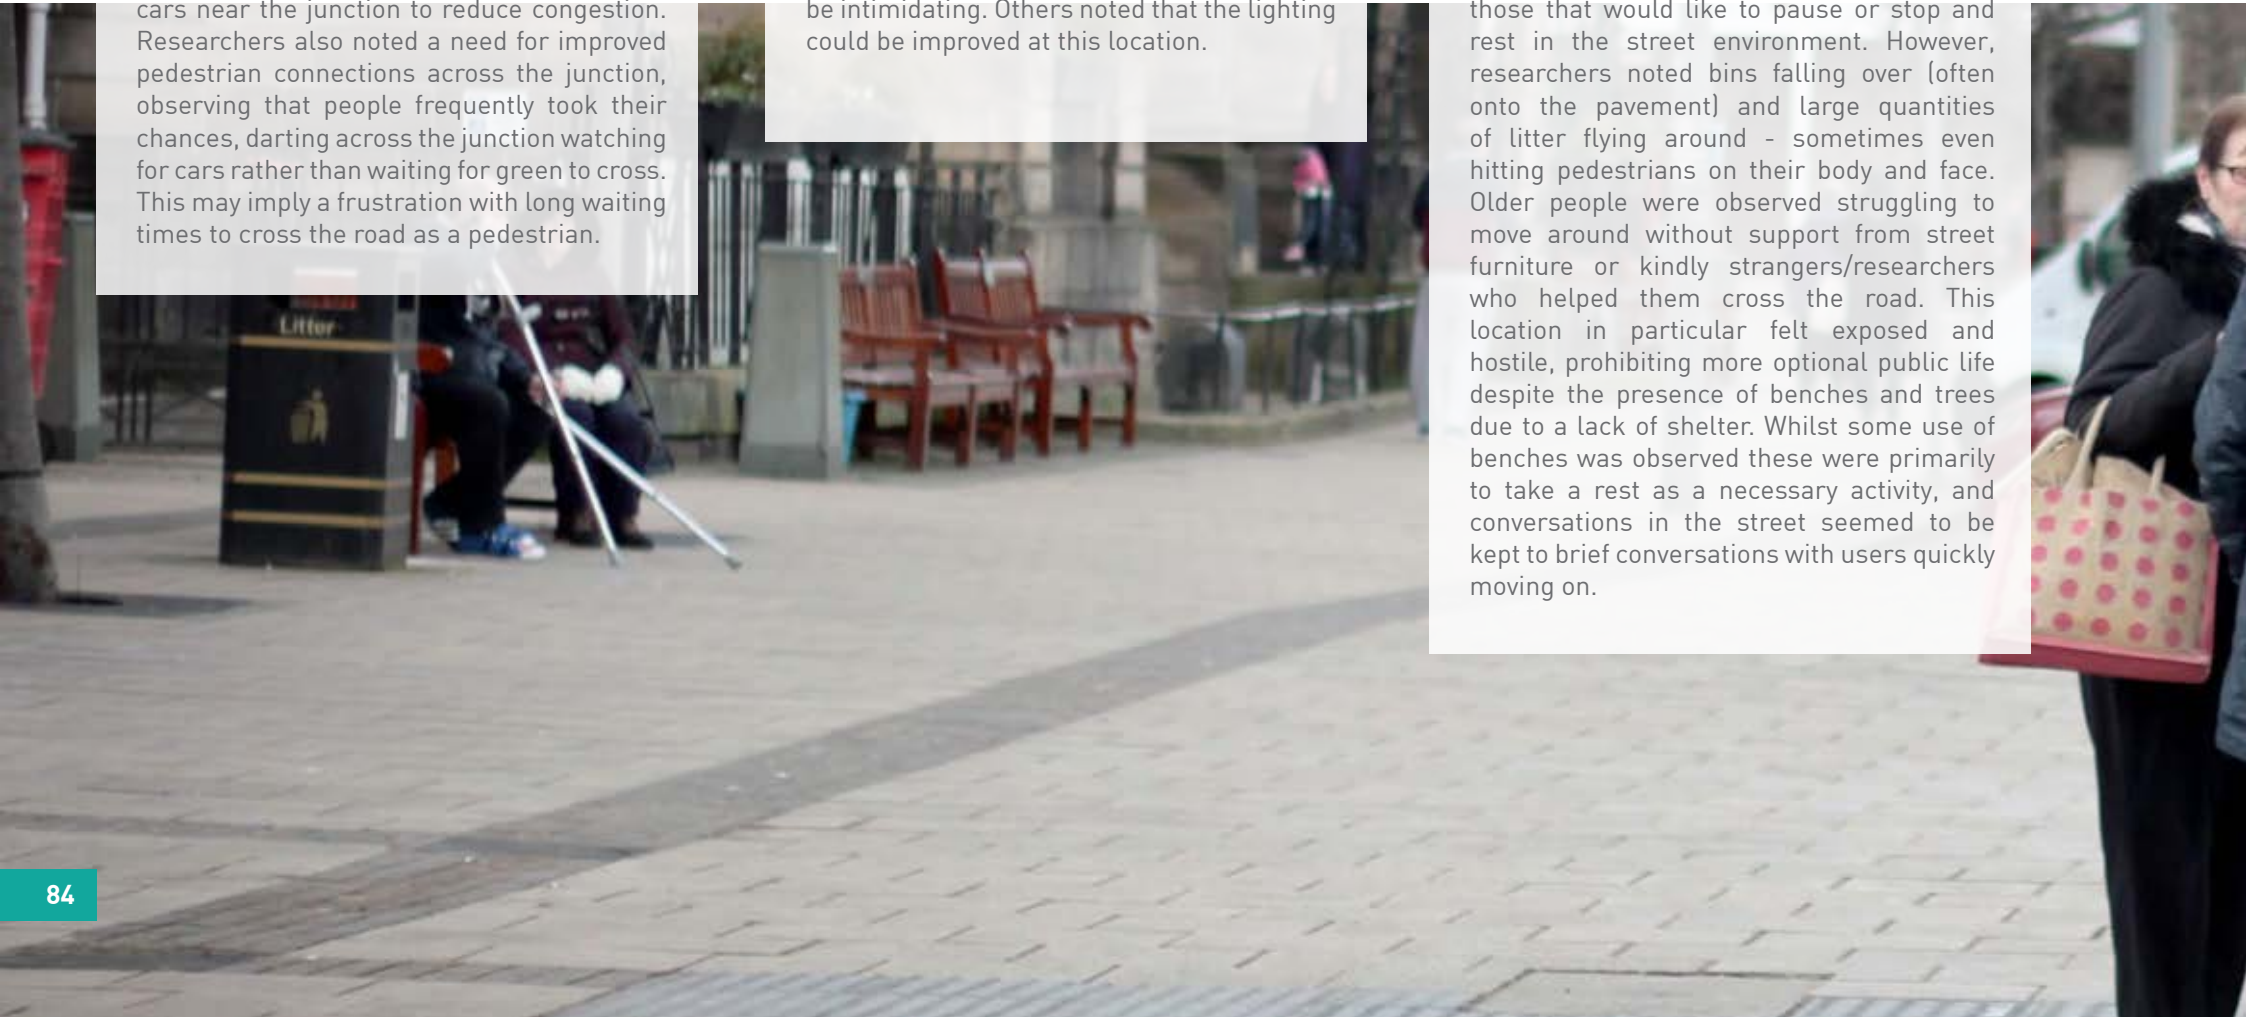 cars near the junction to reduce congestion.
Researchers also noted a need for improved
pedestrian connections across the junction,
observing that people frequently took their
chances, darting across the junction watching
for cars rather than waiting for green to cross.
This may imply a frustration with long waiting
times to cross the road as a pedestrian.
be intimidating. Others noted that the lighting
could be improved at this location.
those that would like to pause or stop and
rest in the street environment. However,
researchers noted bins falling over (often
onto the pavement) and large quantities
of litter flying around - sometimes even
hitting pedestrians on their body and face.
Older people were observed struggling to
move around without support from street
furniture or kindly strangers/researchers
who helped them cross the road. This
location in particular felt exposed and
hostile, prohibiting more optional public life
despite the presence of benches and trees
due to a lack of shelter. Whilst some use of
benches was observed these were primarily
to take a rest as a necessary activity, and
conversations in the street seemed to be
kept to brief conversations with users quickly
moving on.
Litter
84